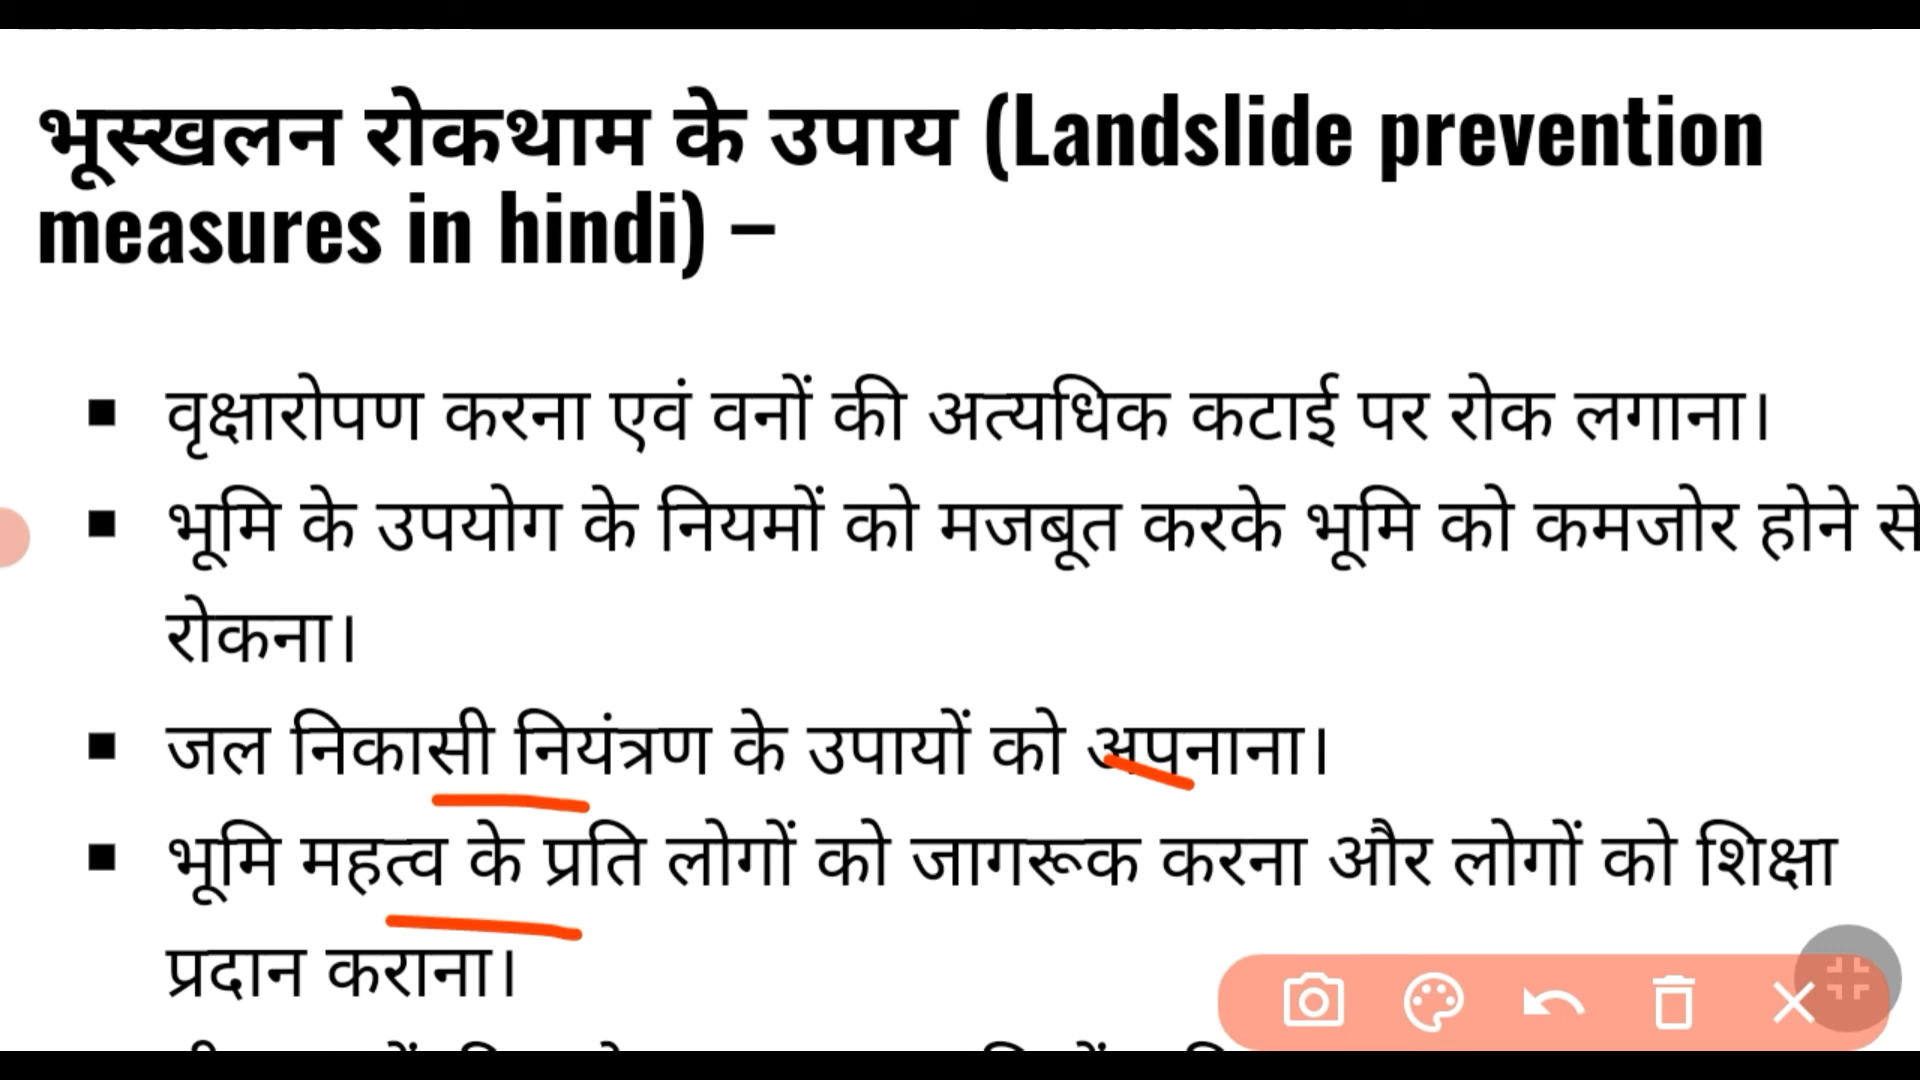 भूस्खलन रोकथाम के उपाय (Landslide prevention
measures in hindi) –
▪ वृक्षारोपण करना एवं वनों की अत्यधिक कटाई पर रोक लगाना।
▪ भूमि के उपयोग के नियमों को मजबूत करके भूमि को कमजोर होने से
रोकना।
▪ जल निकासी नियंत्रण के उपायों को अपनाना।
▪ भूमि महत्व के प्रति लोगों को जागरूक करना और लोगों को शिक्षा
प्रदान कराना।